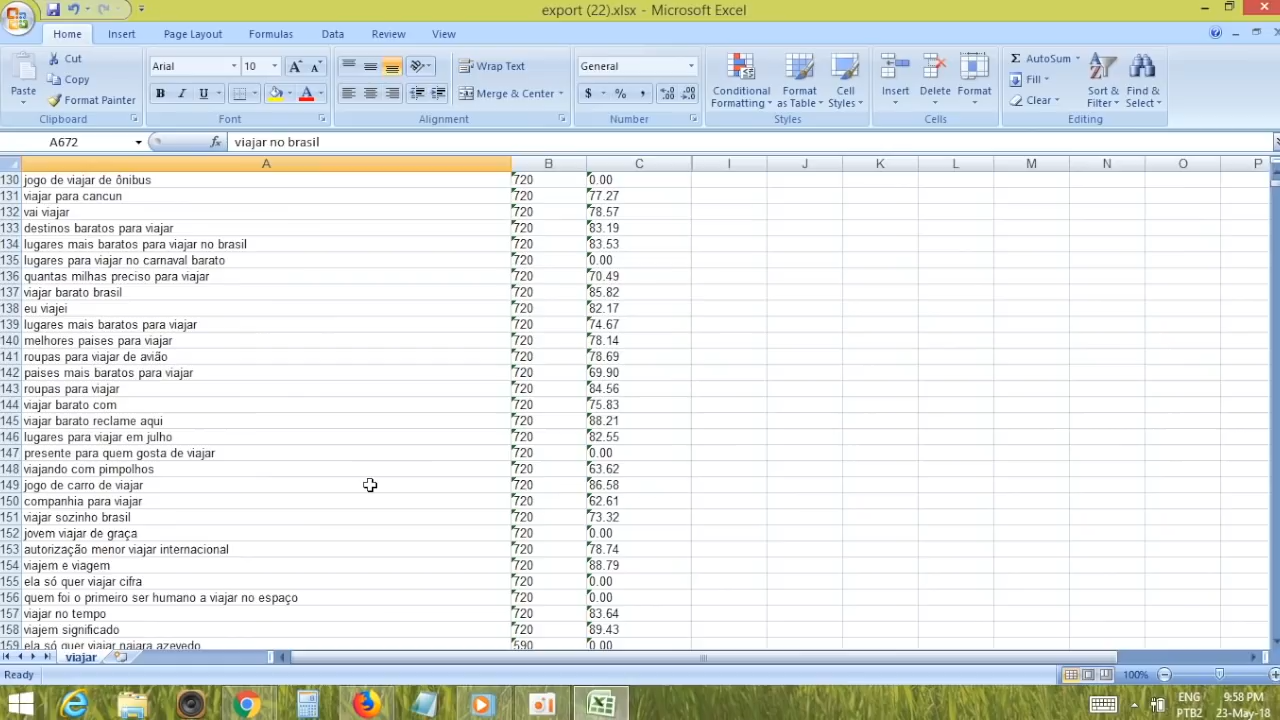 export (22).xlsx - Microsoft Excel
Home Insert Page Layout Formulas Data Review View
Cut Arial 10 Wrap Text General AutoSum
Paste Copy Merge & Center Conditional Formatting Format as Table Cell Styles Insert Delete Format Fill Sort & Filter Find & Select
Format Painter B I U A $ % , Clear
Clipboard Font Alignment Number Styles Cells Editing
A672 fx viajar no brasil
A B C I J K L M N O P
130 jogo de viajar de ônibus 720 0.00
131 viajar para cancun 720 77.27
132 vai viajar 720 78.57
133 destinos baratos para viajar 720 83.19
134 lugares mais baratos para viajar no brasil 720 83.53
135 lugares para viajar no carnaval barato 720 0.00
136 quantas milhas preciso para viajar 720 70.49
137 viajar barato brasil 720 85.82
138 eu viajei 720 82.17
139 lugares mais baratos para viajar 720 74.67
140 melhores paises para viajar 720 78.14
141 roupas para viajar de avião 720 78.69
142 paises mais baratos para viajar 720 69.90
143 roupas para viajar 720 84.56
144 viajar barato com 720 75.83
145 viajar barato reclame aqui 720 88.21
146 lugares para viajar em julho 720 82.55
147 presente para quem gosta de viajar 720 0.00
148 viajando com pimpolhos 720 63.62
149 jogo de carro de viajar 720 86.58
150 companhia para viajar 720 62.61
151 viajar sozinho brasil 720 73.32
152 jovem viajar de graça 720 0.00
153 autorização menor viajar internacional 720 78.74
154 viajem e viagem 720 88.79
155 ela só quer viajar cifra 720 0.00
156 quem foi o primeiro ser humano a viajar no espaço 720 0.00
157 viajar no tempo 720 83.64
158 viajem significado 720 89.43
159 ela só quer viajar naiara azevedo 590 0.00
viajar
Ready 100%
ENG 9:58 PM
PTB2 23-May-18